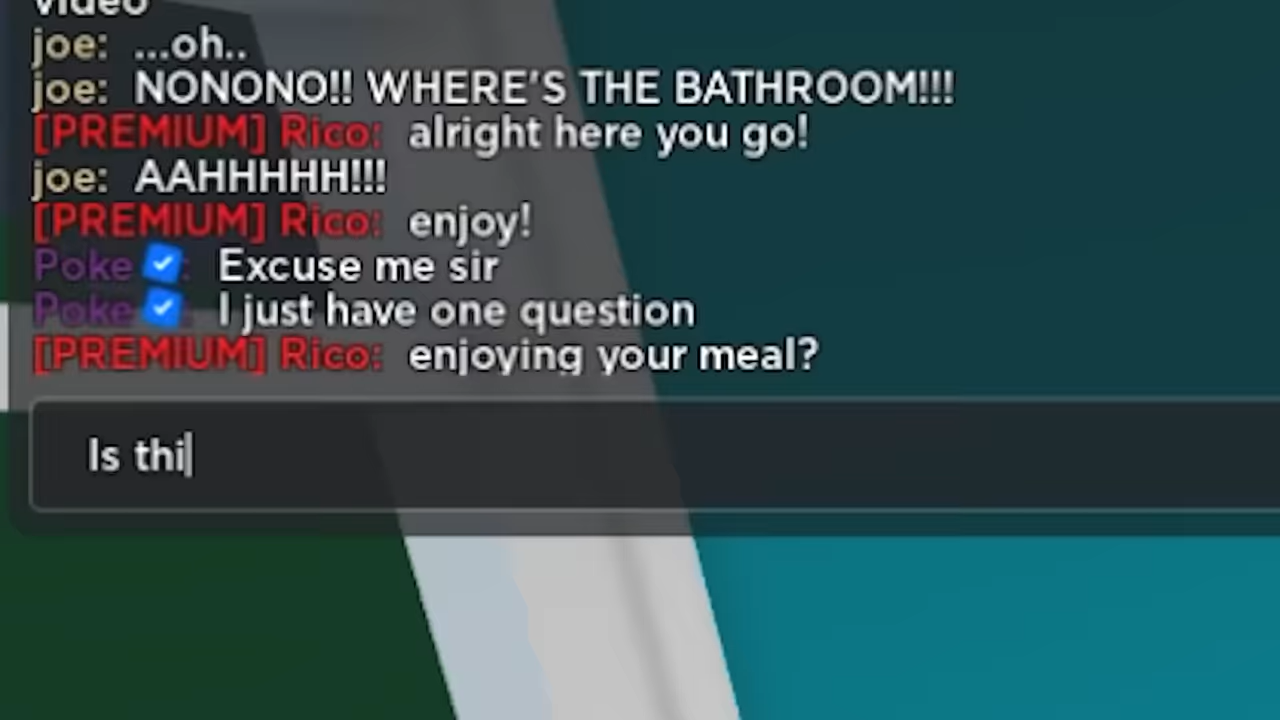 video
joe: ...oh..
joe: NONONO!! WHERE'S THE BATHROOM!!!
[PREMIUM] Rico: alright here you go!
joe: AAHHHHH!!!
[PREMIUM] Rico: enjoy!
Poke: Excuse me sir
Poke: I just have one question
[PREMIUM] Rico: enjoying your meal?
Is thi